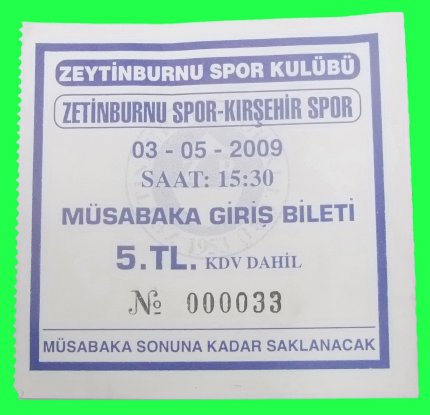 ZEYTİNBURNU SPOR KULÜBÜ
ZETİNBURNU SPOR-KIRŞEHİR SPOR
03 - 05 - 2009
SAAT: 15:30
MÜSABAKA GİRİŞ BİLETİ
1953
5.TL. KDV DAHİL
№ 000033
MÜSABAKA SONUNA KADAR SAKLANACAK